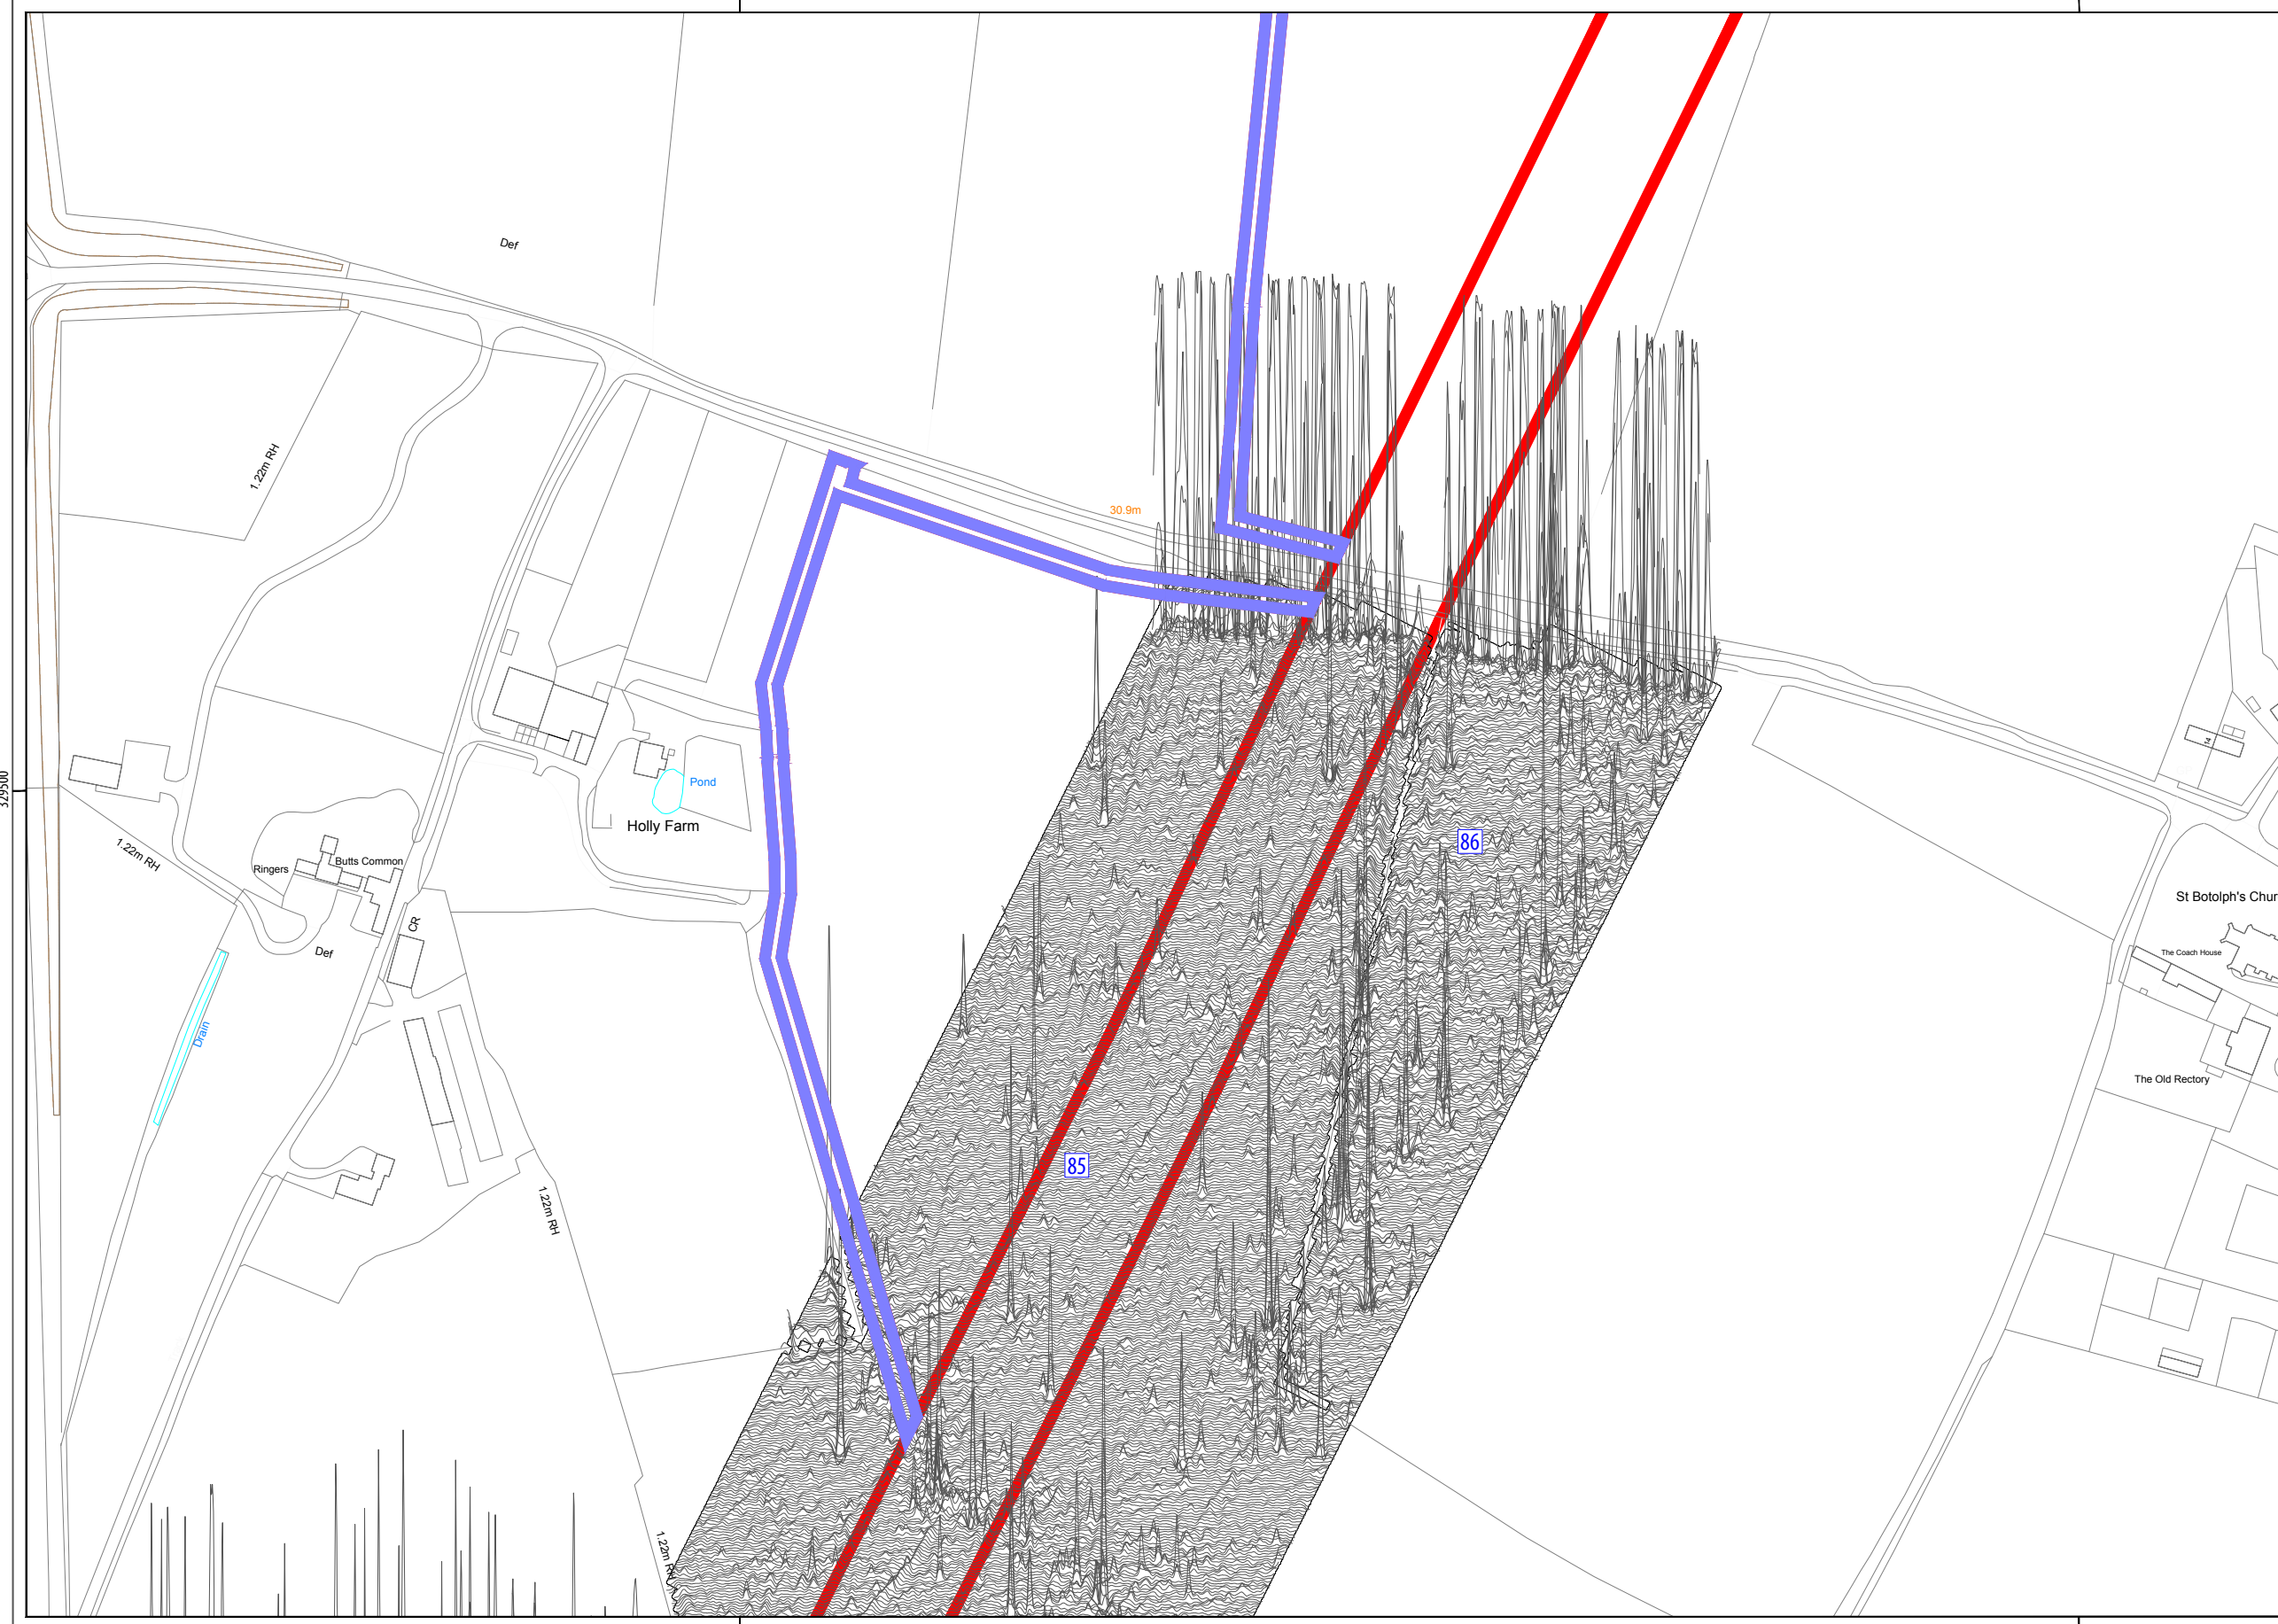 Def
1.22m RH
30.9m
329500
Pond
Holly Farm
86
1.22m RH
Butts Common
Ringers
St Botolph's Chur
CR
Def
The Coach House
Drain
The Old Rectory
85
1.22m RH
1.22m RH